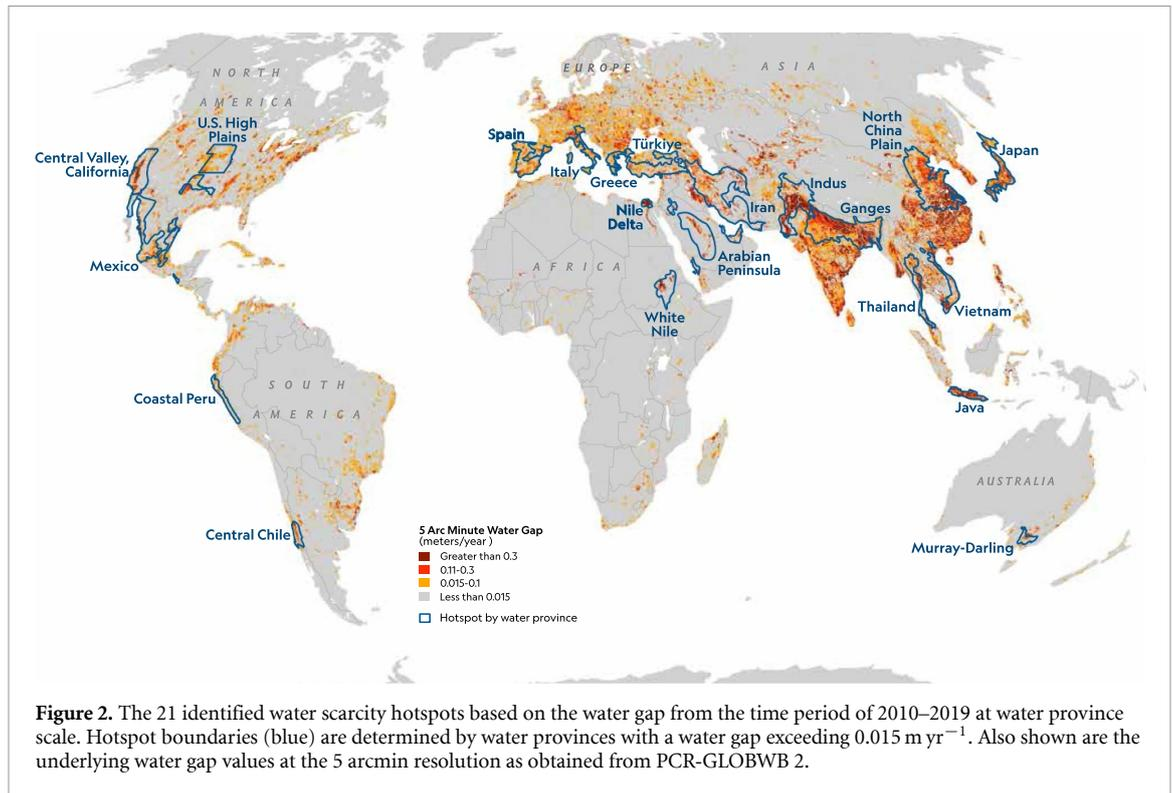 NORTH
AMERICA
EUROPE
ASIA
U.S. High
Plains
Central Valley,
California
Mexico
Spain
Italy
Greece
Türkiye
North
China
Plain
Japan
Indus
Ganges
Iran
Nile
Delta
Arabian
Peninsula
AFRICA
White
Nile
Thailand
Vietnam
Java
Coastal Peru
SOUTH
AMERICA
Central Chile
AUSTRALIA
Murray-Darling
5 Arc Minute Water Gap
(meters/year )
Greater than 0.3
0.11-0.3
0.015-0.1
Less than 0.015
Hotspot by water province
Figure 2. The 21 identified water scarcity hotspots based on the water gap from the time period of 2010–2019 at water province
scale. Hotspot boundaries (blue) are determined by water provinces with a water gap exceeding 0.015 m yr⁻¹. Also shown are the
underlying water gap values at the 5 arcmin resolution as obtained from PCR-GLOBWB 2.